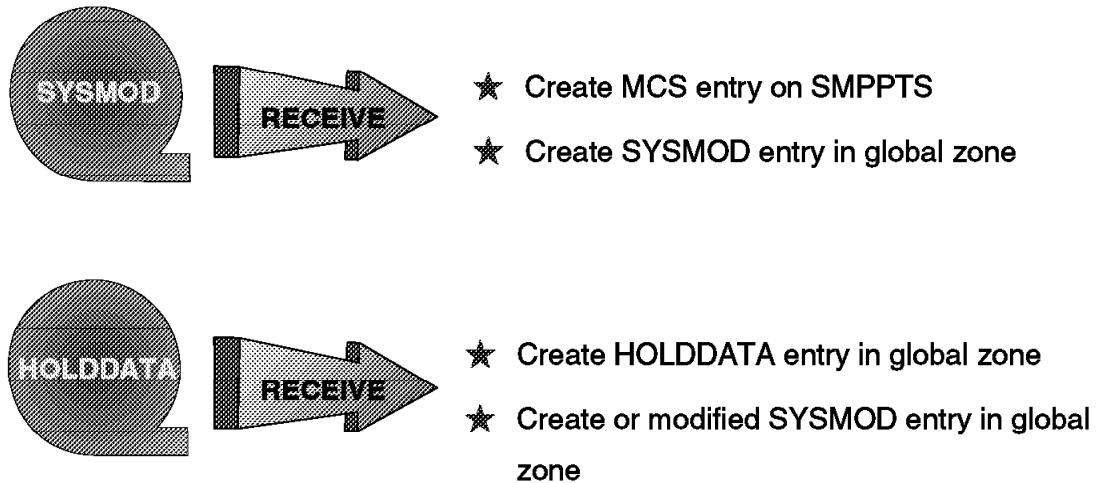 SYSMOD
RECEIVE
Create MCS entry on SMPPTS
Create SYSMOD entry in global zone
HOLDDATA
RECEIVE
Create HOLDDATA entry in global zone
Create or modified SYSMOD entry in global
zone